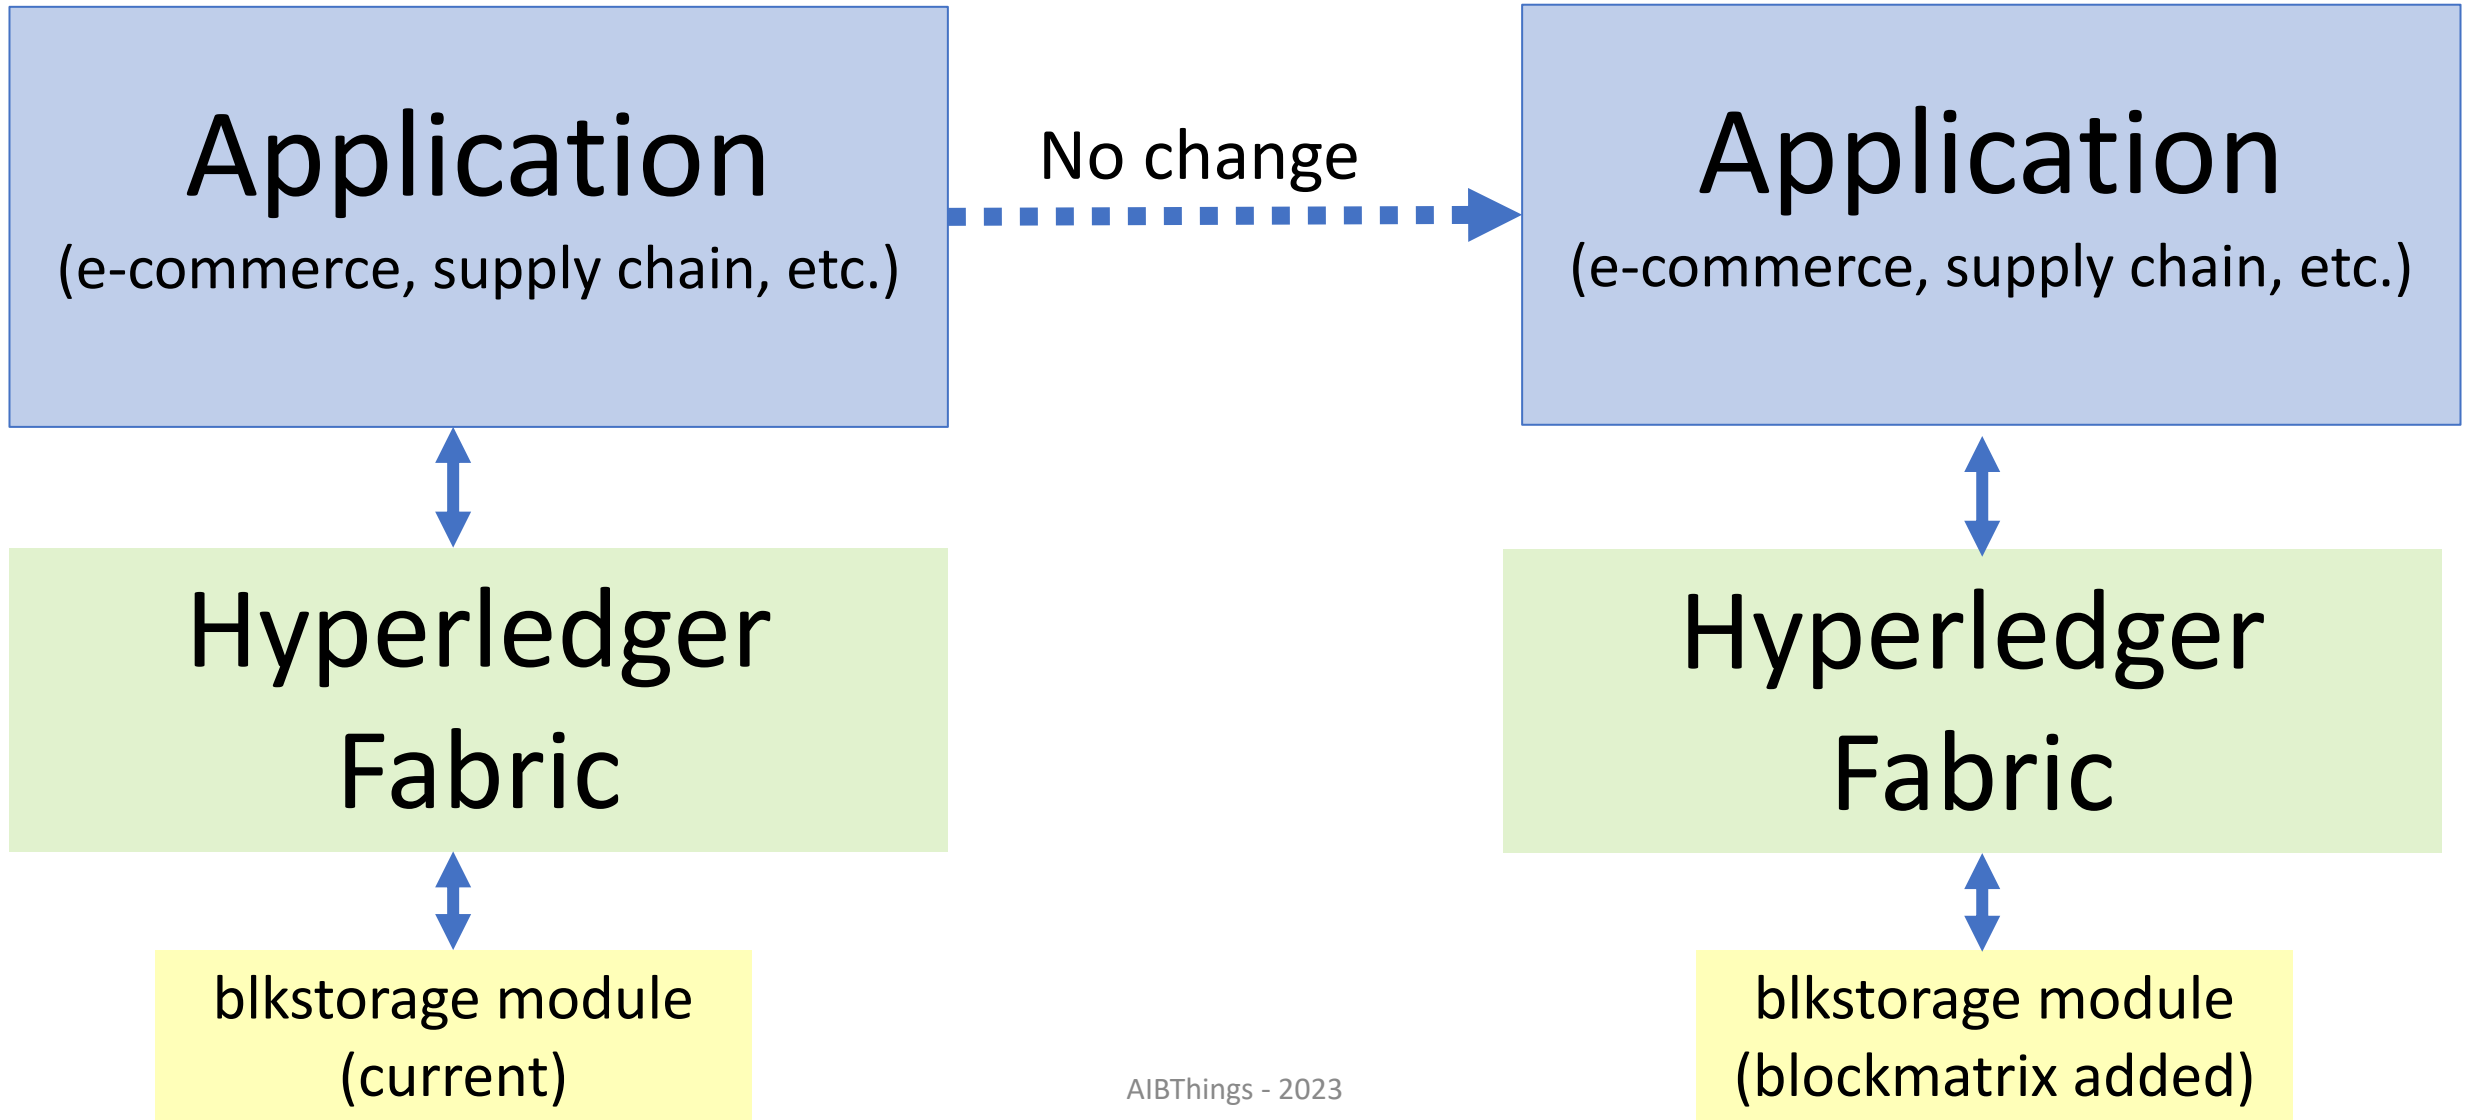 Application
(e-commerce, supply chain, etc.)
No change
Application
(e-commerce, supply chain, etc.)
Hyperledger
Fabric
Hyperledger
Fabric
blkstorage module
(current)
blkstorage module
(blockmatrix added)
AIBThings - 2023